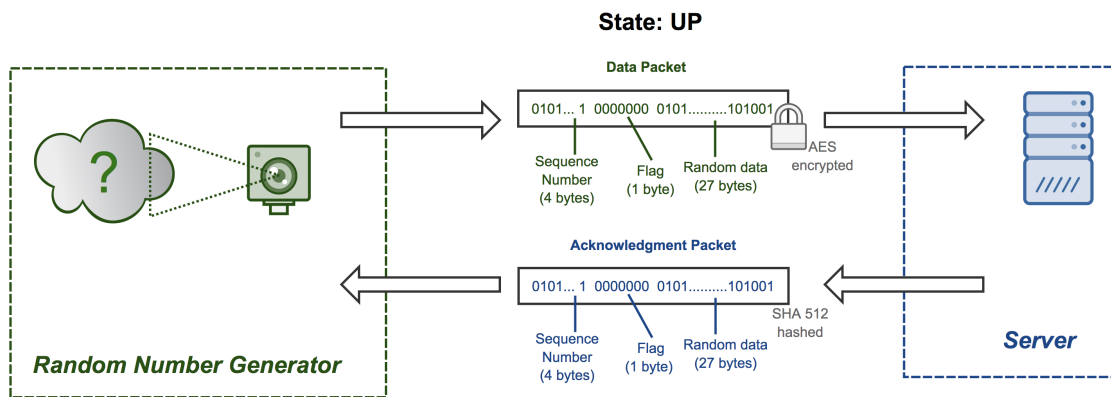 State: UP
Data Packet
0101... 1 0000000 0101.........101001
Sequence
Number
(4 bytes)
Flag
(1 byte)
Random data
(27 bytes)
AES
encrypted
?
Acknowledgment Packet
0101... 1 0000000 0101.........101001
Sequence
Number
(4 bytes)
Flag
(1 byte)
Random data
(27 bytes)
SHA 512
hashed
Random Number Generator
Server